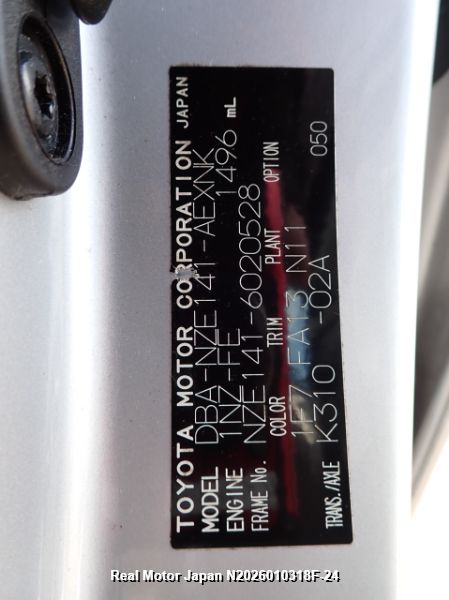 TOYOTA MOTOR CORPORATION JAPAN
MODEL DBA-NZE141-AEXNK
ENGINE 1NZ-FE 1496 mL
FRAME No. NZE141-6020528
COLOR TRIM PLANT OPTION
1F7 FA13 N11 050
TRANS./AXLE K310 -02A
Real Motor Japan N2026010318F-24